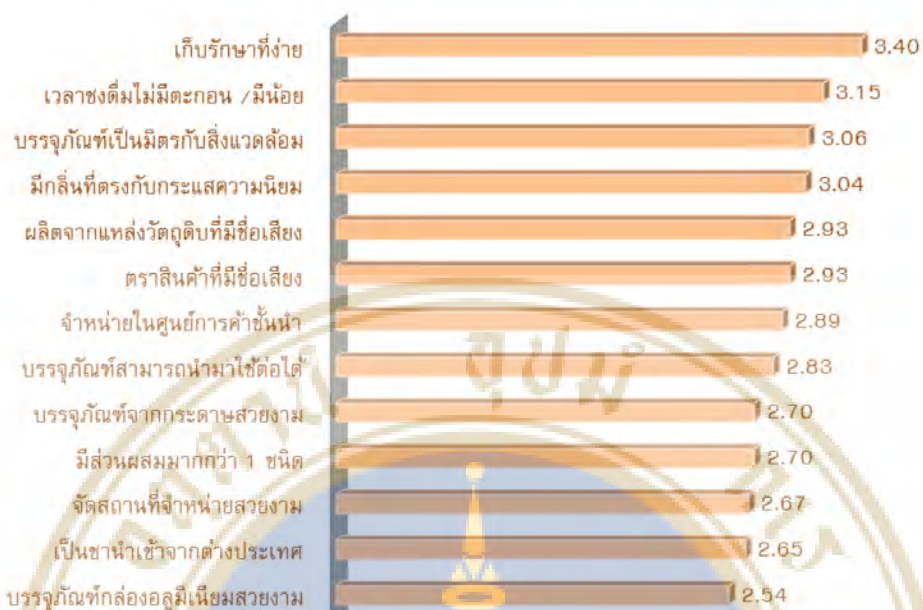 เก็บรักษาที่ง่าย 3.40
เวลาชงดื่มไม่มีตะกอน /มีน้อย 3.15
บรรจุภัณฑ์เป็นมิตรกับสิ่งแวดล้อม 3.06
มีกลิ่นที่ตรงกับกระแสความนิยม 3.04
ผลิตจากแหล่งวัตถุดิบที่มีชื่อเสียง 2.93
ตราสินค้าที่มีชื่อเสียง 2.93
จำหน่ายในศูนย์การค้าชั้นนำ 2.89
บรรจุภัณฑ์สามารถนำมาใช้ต่อได้ 2.83
บรรจุภัณฑ์จากกระดาษสวยงาม 2.70
มีส่วนผสมมากกว่า 1 ชนิด 2.70
จัดสถานที่จำหน่ายสวยงาม 2.67
เป็นชานำเข้าจากต่างประเทศ 2.65
บรรจุภัณฑ์กล่องอลูมิเนียมสวยงาม 2.54